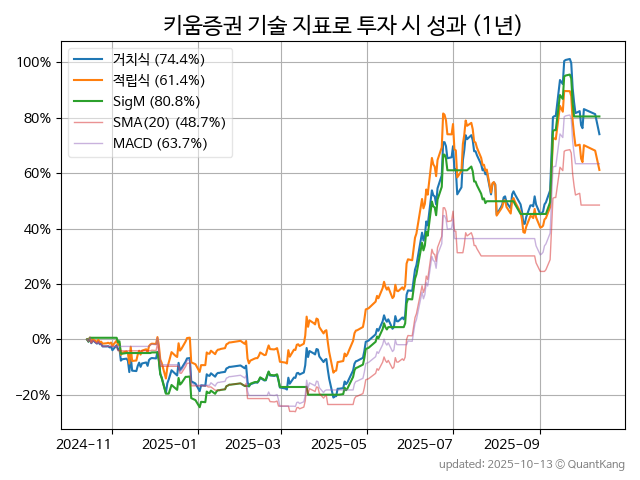 키움증권 기술 지표로 투자 시 성과 (1년)
거치식 (74.4%)
적립식 (61.4%)
SigM (80.8%)
SMA(20) (48.7%)
MACD (63.7%)
100%
80%
60%
40%
20%
0%
−20%
2024-11
2025-01
2025-03
2025-05
2025-07
2025-09
updated: 2025-10-13 © QuantKang